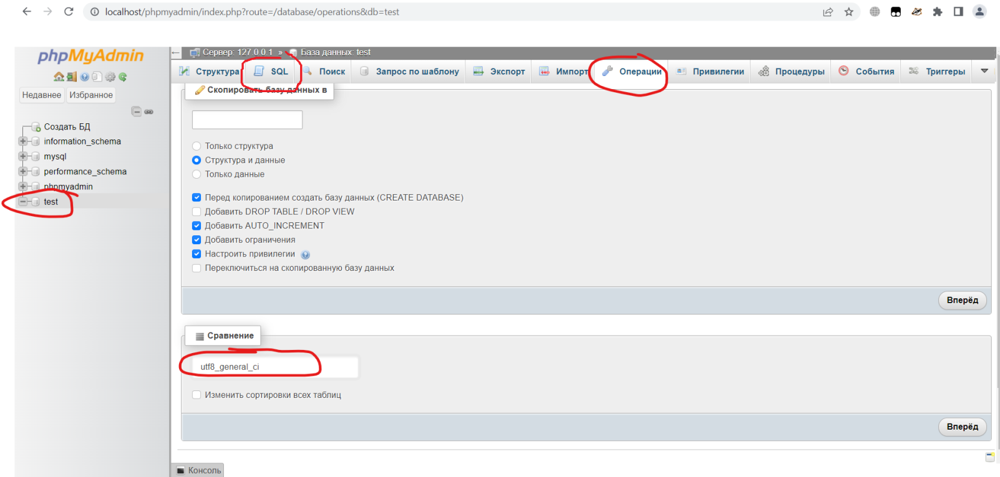 localhost/phpmyadmin/index.php?route=/database/operations&db=test
phpMyAdmin
Недавнее Избранное
Создать БД
information_schema
mysql
performance_schema
phpmyadmin
test
Сервер: 127.0.0.1 » База данных: test
Структура SQL Поиск Запрос по шаблону Экспорт Импорт Операции Привилегии Процедуры События Триггеры
Скопировать базу данных в
Только структура
Структура и данные
Только данные
Перед копированием создать базу данных (CREATE DATABASE)
Добавить DROP TABLE / DROP VIEW
Добавить AUTO_INCREMENT
Добавить ограничения
Настроить привилегии
Переключиться на скопированную базу данных
Вперёд
Сравнение
utf8_general_ci
Изменить сортировки всех таблиц
Вперёд
Консоль